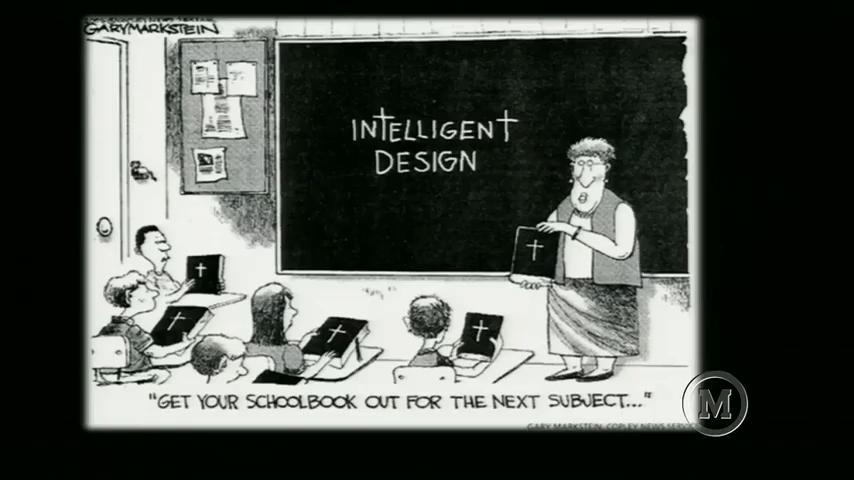 GARYMARKSTEIN
INTELLIGENT
DESIGN
"GET YOUR SCHOOLBOOK OUT FOR THE NEXT SUBJECT..."
GARY MARKSTEIN, COPLEY NEWS SERVICE
M